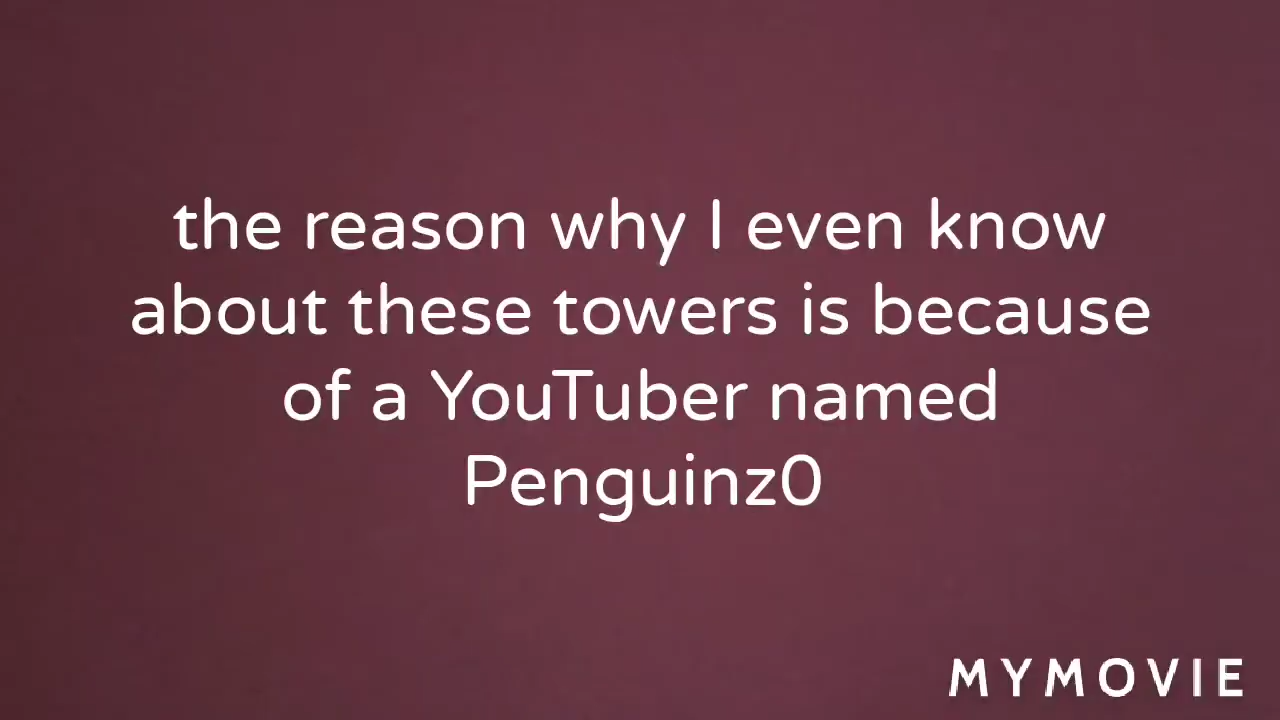 the reason why I even know
about these towers is because
of a YouTuber named
Penguinz0
MYMOVIE